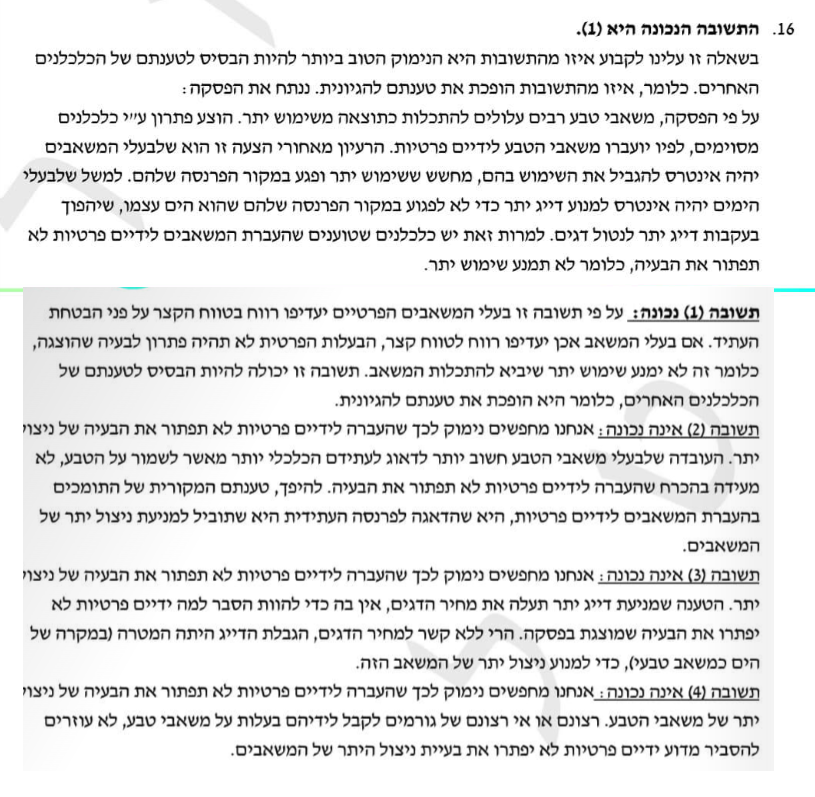 16. התשובה הנכונה היא (1).
בשאלה זו עלינו לקבוע איזו מהתשובות היא הנימוק הטוב ביותר להיות הבסיס לטענתם של הכלכלנים
האחרים. כלומר, איזו מהתשובות הופכת את טענתם להגיונית. ננתח את הפסקה:
על פי הפסקה, משאבי טבע רבים עלולים להתכלות כתוצאה משימוש יתר. הוצע פתרון ע״י כלכלנים
מסוימים, לפיו יועברו משאבי הטבע לידיים פרטיות. הרעיון מאחורי הצעה זו הוא שלבעלי המשאבים
יהיה אינטרס להגביל את השימוש בהם, מחשש ששימוש יתר ופגע במקור הפרנסה שלהם. למשל שלבעלי
הימים יהיה אינטרס למנוע דייג יתר כדי לא לפגוע במקור הפרנסה שלהם שהוא הים עצמו, שיהפוך
בעקבות דייג יתר לנטול דגים. למרות זאת יש כלכלנים שטוענים שהעברת המשאבים לידיים פרטיות לא
תפתור את הבעיה, כלומר לא תמנע שימוש יתר.
תשובה (1) נכונה: על פי תשובה זו בעלי המשאבים הפרטיים יעדיפו רווח בטווח הקצר על פני הבטחת
העתיד. אם בעלי המשאב אכן יעדיפו רווח לטווח קצר, הבעלות הפרטית לא תהיה פתרון לבעיה שהוצגה,
כלומר זה לא ימנע שימוש יתר שיביא להתכלות המשאב. תשובה זו יכולה להיות הבסיס לטענתם של
הכלכלנים האחרים, כלומר היא הופכת את טענתם להגיונית.
תשובה (2) אינה נכונה: אנחנו מחפשים נימוק לכך שהעברה לידיים פרטיות לא תפתור את הבעיה של ניצול
יתר. העובדה שלבעלי משאבי הטבע חשוב יותר לדאוג לעתידם הכלכלי יותר מאשר לשמור על הטבע, לא
מעידה בהכרח שהעברה לידיים פרטיות לא תפתור את הבעיה. להיפך, טענתם המקורית של התומכים
בהעברת המשאבים לידיים פרטיות, היא שהדאגה לפרנסה העתידית היא שתוביל למניעת ניצול יתר של
המשאבים.
תשובה (3) אינה נכונה: אנחנו מחפשים נימוק לכך שהעברה לידיים פרטיות לא תפתור את הבעיה של ניצול
יתר. הטענה שמניעת דייג יתר תעלה את מחיר הדגים, אין בה כדי להוות הסבר למה ידיים פרטיות לא
יפתרו את הבעיה שמוצגת בפסקה. הרי ללא קשר למחיר הדגים, הגבלת הדייג היתה המטרה (במקרה של
הים כמשאב טבעי), כדי למנוע ניצול יתר של המשאב הזה.
תשובה (4) אינה נכונה: אנחנו מחפשים נימוק לכך שהעברה לידיים פרטיות לא תפתור את הבעיה של ניצול
יתר של משאבי הטבע. רצונם או אי רצונם של גורמים לקבל לידיהם בעלות על משאבי טבע, לא עוזרים
להסביר מדוע ידיים פרטיות לא יפתרו את בעיית ניצול היתר של המשאבים.